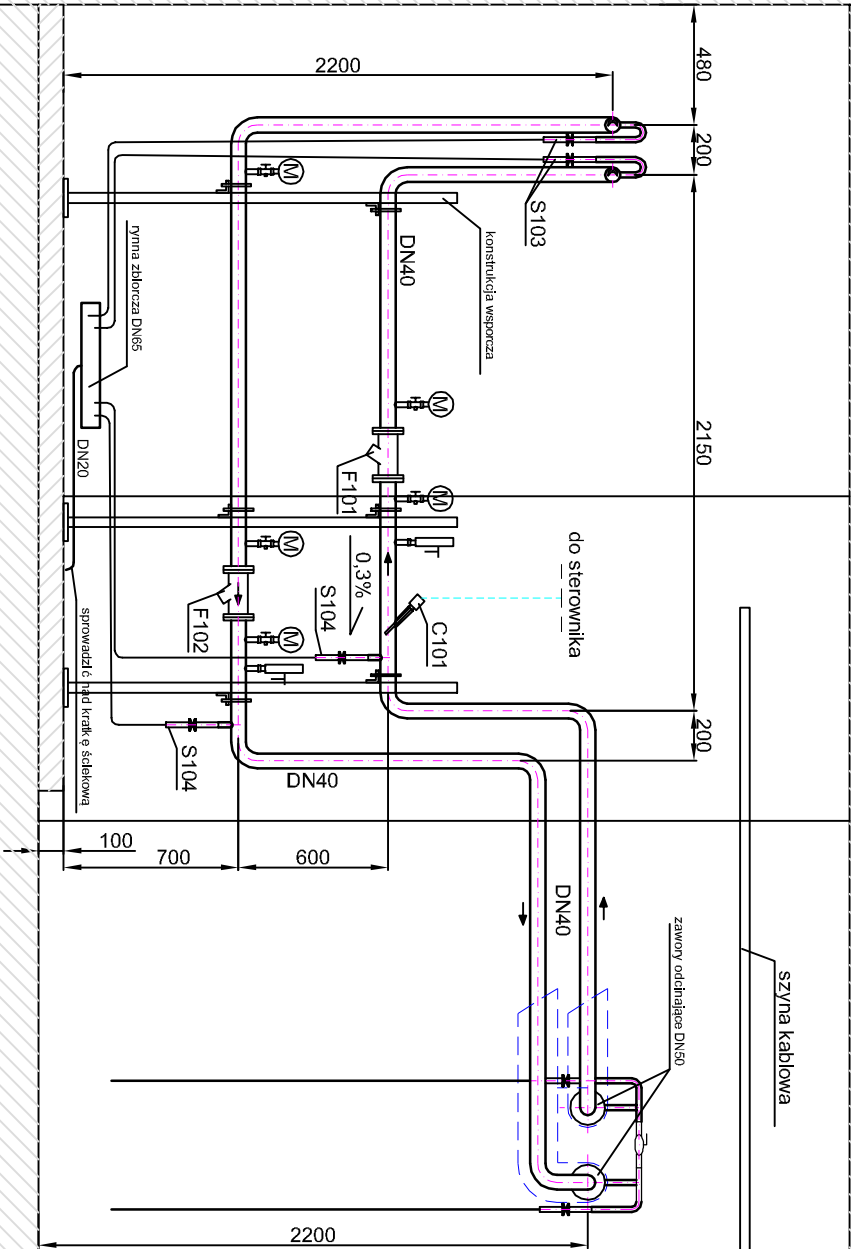 480
2200
200
S103
DN40
konstrukcja wsporcza
rynna zbiorcza DN65
M
2150
M
F101
DN20
M
do sterownika
M
0,3%
S104
C101
F102
M
sprowadzić nad kratkę ściekową
S104
DN40
200
100
700
600
DN40
zawory odcinające DN50
szyna kablowa
2200